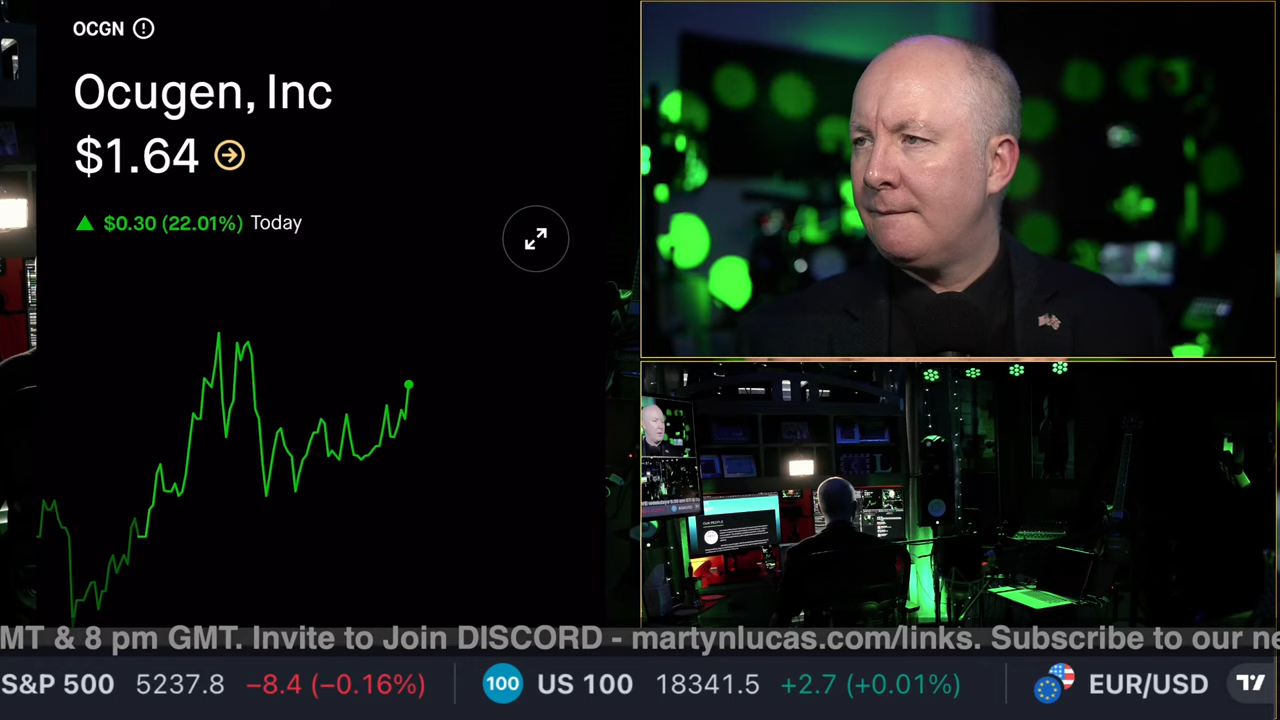 OCGN
Ocugen, Inc
$1.64
$0.30 (22.01%) Today
OUR PEOPLE
L
MT & 8 pm GMT. Invite to Join DISCORD - martynlucas.com/links. Subscribe to our ne
S&P 500 5237.8 −8.4 (−0.16%) 100 US 100 18341.5 +2.7 (+0.01%) EUR/USD